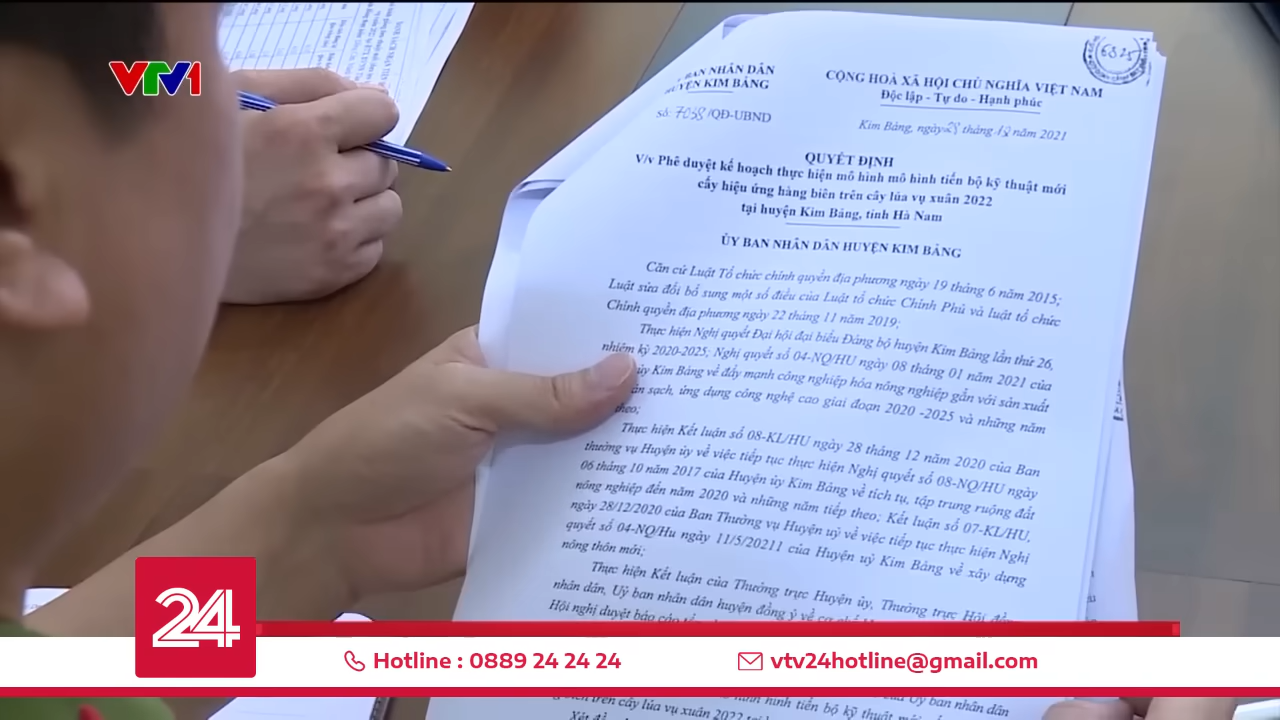 VTV1
6325
BAN NHÂN DÂN
HUYỆN KIM BẢNG
CỘNG HOÀ XÃ HỘI CHỦ NGHĨA VIỆT NAM
Độc lập - Tự do - Hạnh phúc
số: 7058 /QĐ-UBND
Kim Bảng, ngày 28 tháng 12 năm 2021
QUYẾT ĐỊNH
V/v Phê duyệt kế hoạch thực hiện mô hình mô hình tiến bộ kỹ thuật mới
cấy hiệu ứng hàng biên trên cây lúa vụ xuân 2022
tại huyện Kim Bảng, tỉnh Hà Nam
ỦY BAN NHÂN DÂN HUYỆN KIM BẢNG
Căn cứ Luật Tổ chức chính quyền địa phương ngày 19 tháng 6 năm 2015;
Luật sửa đổi bổ sung một số điều của Luật tổ chức Chính Phủ và luật tổ chức
Chính quyền địa phương ngày 22 tháng 11 năm 2019;
Thực hiện Nghị quyết Đại hội đại biểu Đảng bộ huyện Kim Bảng lần thứ 26,
nhiệm kỳ 2020-2025; Nghị quyết số 04-NQ/HU ngày 08 tháng 01 năm 2021 của
ủy Kim Bảng về đẩy mạnh công nghiệp hóa nông nghiệp gắn với sản xuất
sạch, ứng dụng công nghệ cao giai đoạn 2020 -2025 và những năm
theo;
Thực hiện Kết luận số 08-KL/HU ngày 28 tháng 12 năm 2020 của Ban
thường vụ Huyện ủy về việc tiếp tục thực hiện Nghị quyết số 08-NQ/HU ngày
06 tháng 10 năm 2017 của Huyện ủy Kim Bảng về tích tụ, tập trung ruộng đất
nông nghiệp đến năm 2020 và những năm tiếp theo; Kết luận số 07-KL/HU,
ngày 28/12/2020 của Ban Thường vụ Huyện uỷ về việc tiếp tục thực hiện Nghị
quyết số 04-NQ/Hu ngày 11/5/20211 của Huyện uỷ Kim Bảng về xây dựng
nông thôn mới;
Thực hiện Kết luận của Thường trực Huyện ủy, Thường trực Hội đồng
nhân dân, Uỷ ban nhân dân huyện đồng ý về cơ chế
Hội nghị duyệt báo cáo
24
Hotline : 0889 24 24 24
vtv24hotline@gmail.com
trên cây lúa vụ xuân 2022 tại
Xét đề